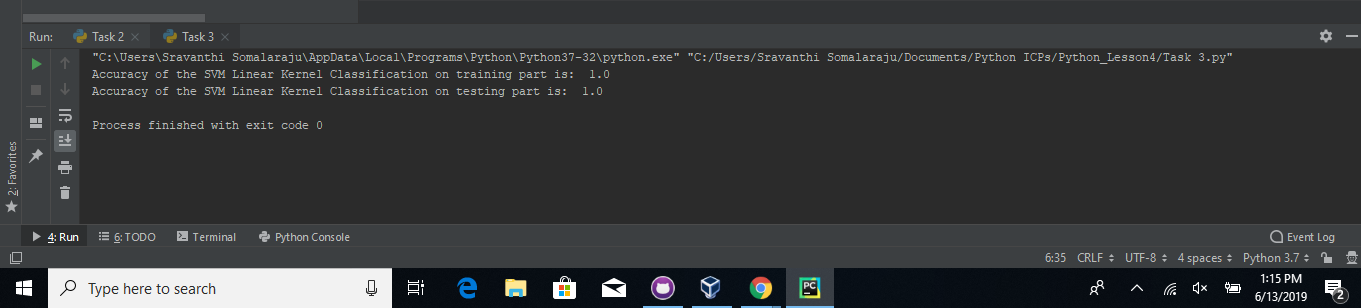 Run: Task 2 × Task 3 ×
"C:\Users\Sravanthi Somalaraju\AppData\Local\Programs\Python\Python37-32\python.exe" "C:/Users/Sravanthi Somalaraju/Documents/Python ICPs/Python_Lesson4/Task 3.py"
Accuracy of the SVM Linear Kernel Classification on training part is:  1.0
Accuracy of the SVM Linear Kernel Classification on testing part is:  1.0
Process finished with exit code 0
2: Favorites
4: Run 6: TODO Terminal Python Console Event Log
6:35 CRLF UTF-8 4 spaces Python 3.7
Type here to search
PC
1:15 PM
6/13/2019
2